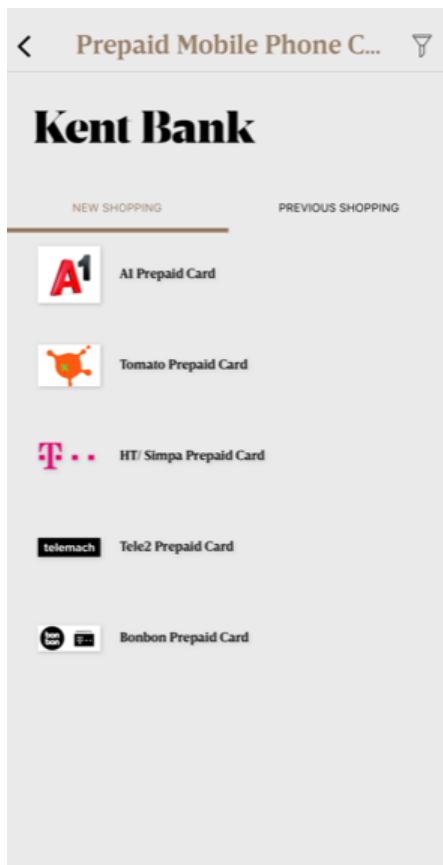 Prepaid Mobile Phone C...
Kent Bank
NEW SHOPPING PREVIOUS SHOPPING
A1 A1 Prepaid Card
Tomato Prepaid Card
T·· HT/ Simpa Prepaid Card
telemach Tele2 Prepaid Card
bon
bon Bonbon Prepaid Card